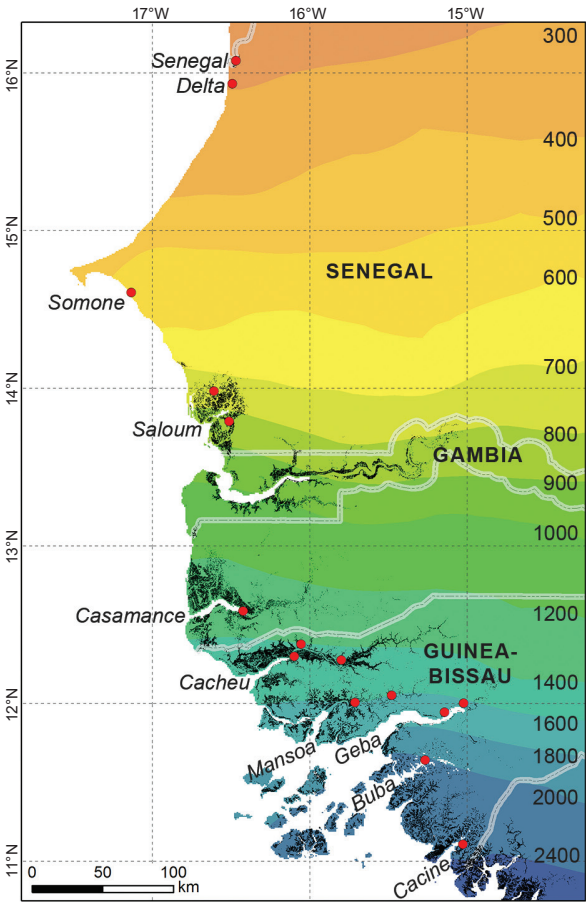 17°W 16°W 15°W
300
Senegal
16°N
Delta
400
500
15°N
SENEGAL
600
Somone
700
14°N
Saloum
800
GAMBIA
900
1000
13°N
Casamance
1200
GUINEA-
BISSAU
Cacheu
1400
12°N
1600
Mansoa
Geba
1800
Buba
2000
11°N
2400
Cacine
0 50 100
km